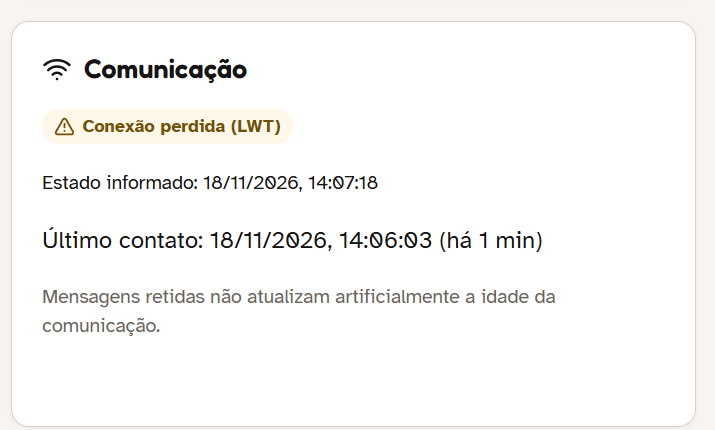 Comunicação
Conexão perdida (LWT)
Estado informado: 18/11/2026, 14:07:18
Último contato: 18/11/2026, 14:06:03 (há 1 min)
Mensagens retidas não atualizam artificialmente a idade da
comunicação.